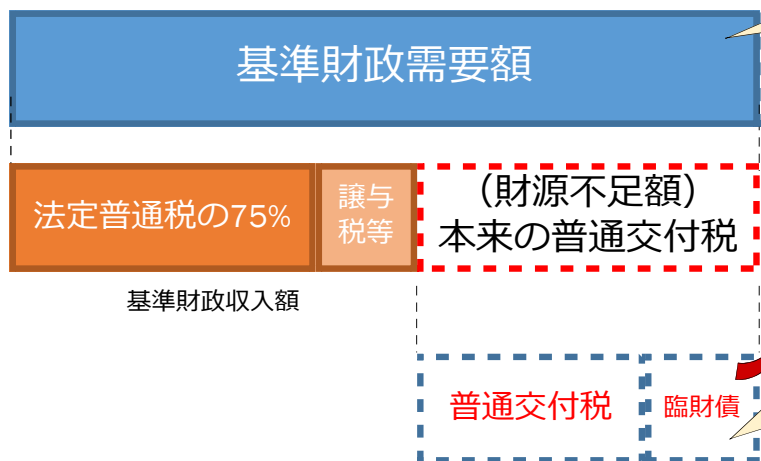 基準財政需要額
法定普通税の75%
譲与
税等
（財源不足額）
本来の普通交付税
基準財政収入額
普通交付税
臨財債